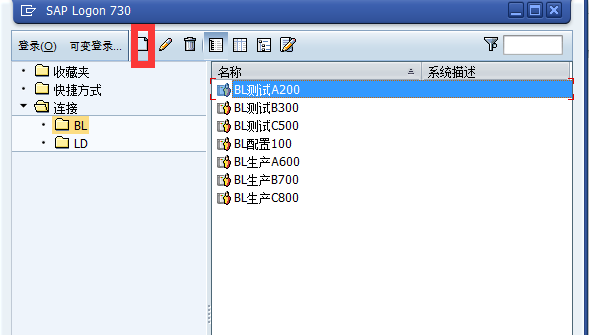 SAP Logon 730
登录(O) 可变登录...
收藏夹
快捷方式
连接
BL
LD
名称 系统描述
BL测试A200
BL测试B300
BL测试C500
BL配置100
BL生产A600
BL生产B700
BL生产C800